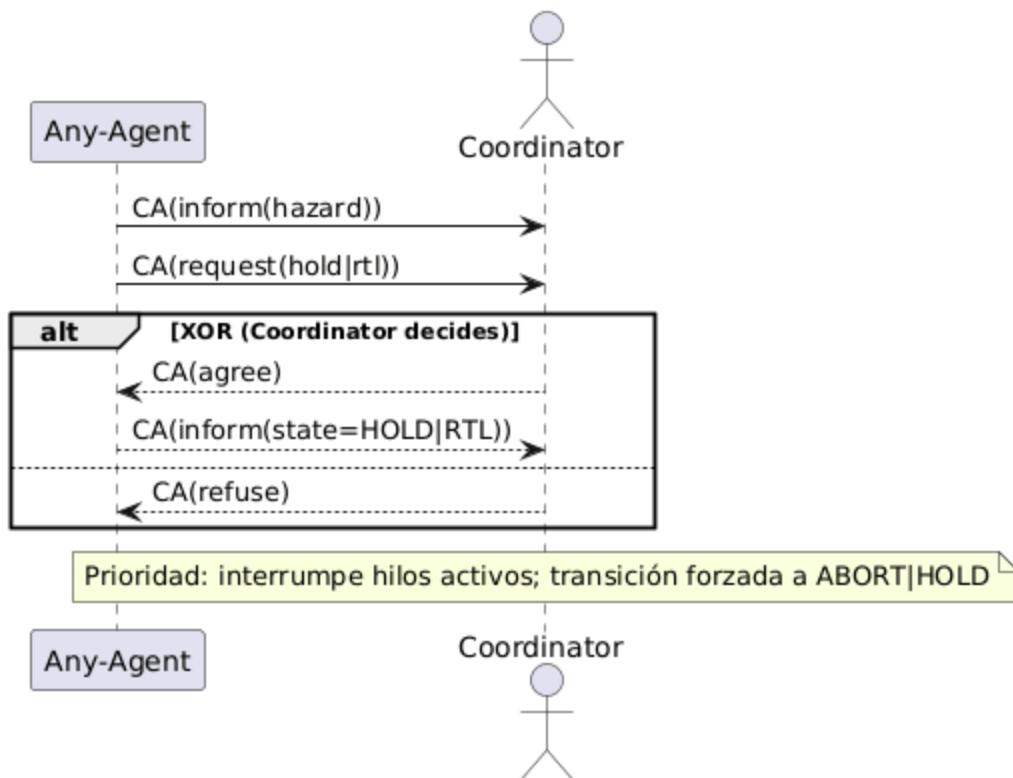 Coordinator
Any-Agent
CA(inform(hazard))
CA(request(hold|rtl))
alt [XOR (Coordinator decides)]
CA(agree)
CA(inform(state=HOLD|RTL))
CA(refuse)
Prioridad: interrumpe hilos activos; transición forzada a ABORT|HOLD
Coordinator
Any-Agent